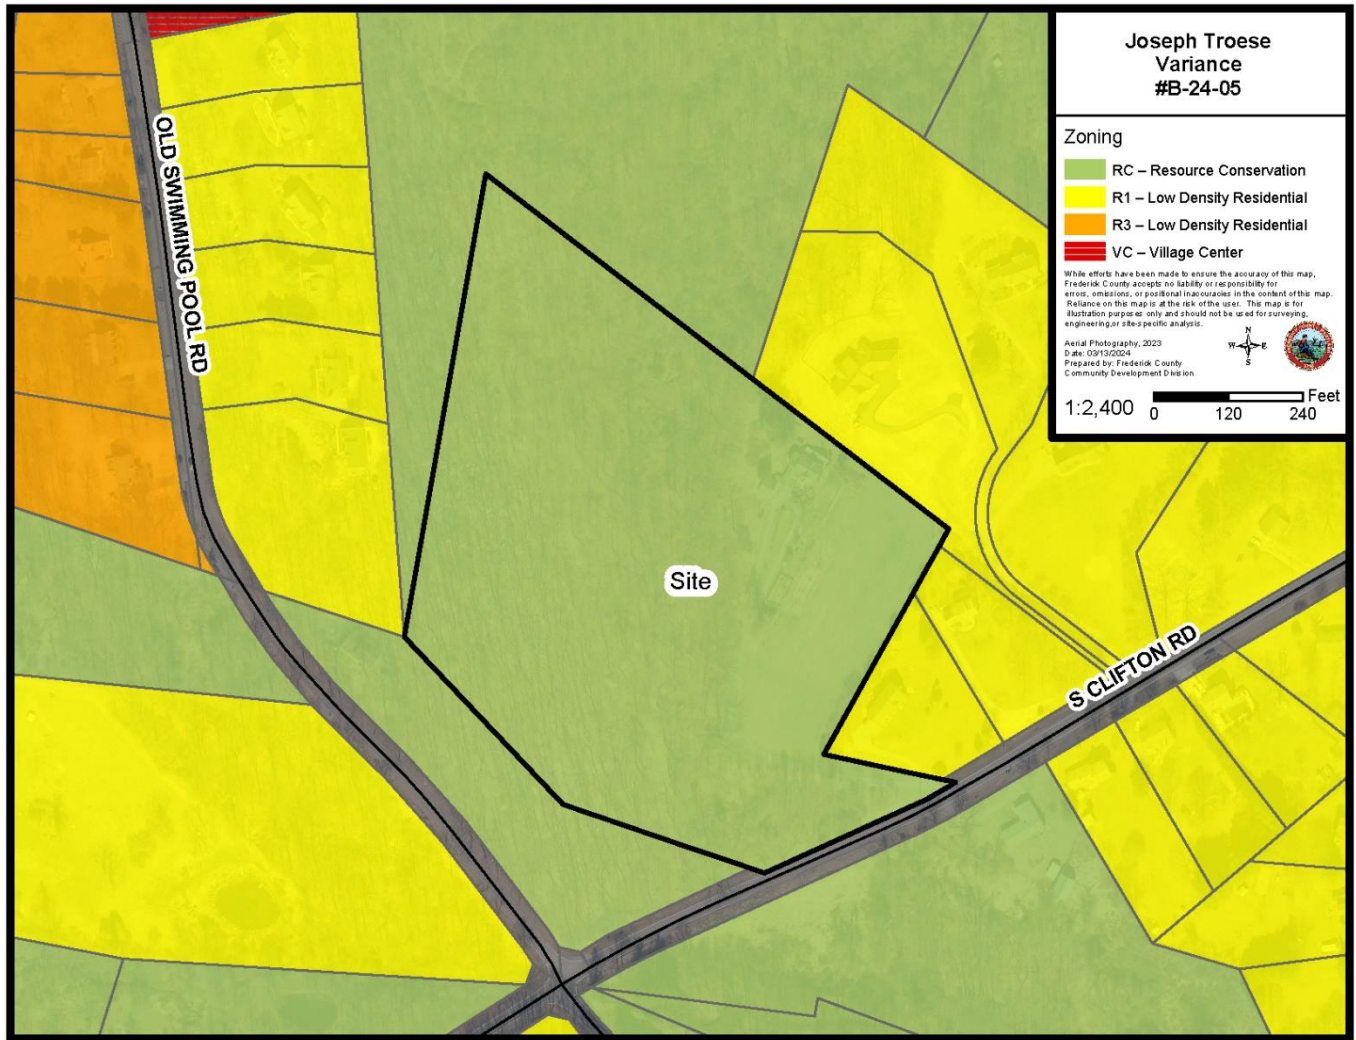 Joseph Troese
Variance
#B-24-05
Zoning
RC – Resource Conservation
R1 – Low Density Residential
R3 – Low Density Residential
VC – Village Center
While efforts have been made to ensure the accuracy of this map,
Frederick County accepts no liability or responsibility for
errors, omissions, or positional inaccuracies in the content of this map.
Reliance on this map is at the risk of the user. This map is for
illustration purposes only and should not be used for surveying,
engineering,or site-specific analysis.
Aerial Photography, 2023
Date: 03/13/2024
Prepared by: Frederick County
Community Development Division
N
W E
S
1:2,400
Feet
0 120 240
OLD SWIMMING POOL RD
Site
S CLIFTON RD